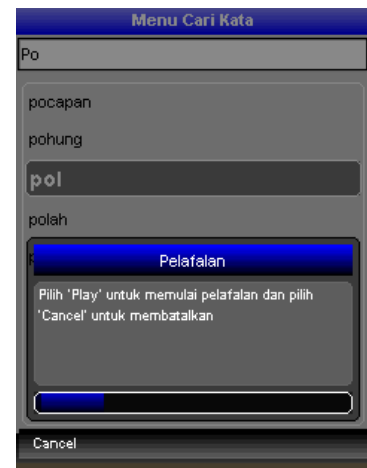 Menu Cari Kata
Po
pocapan
pohung
pol
polah
Pelafalan
Pilih 'Play' untuk memulai pelafalan dan pilih
'Cancel' untuk membatalkan
Cancel